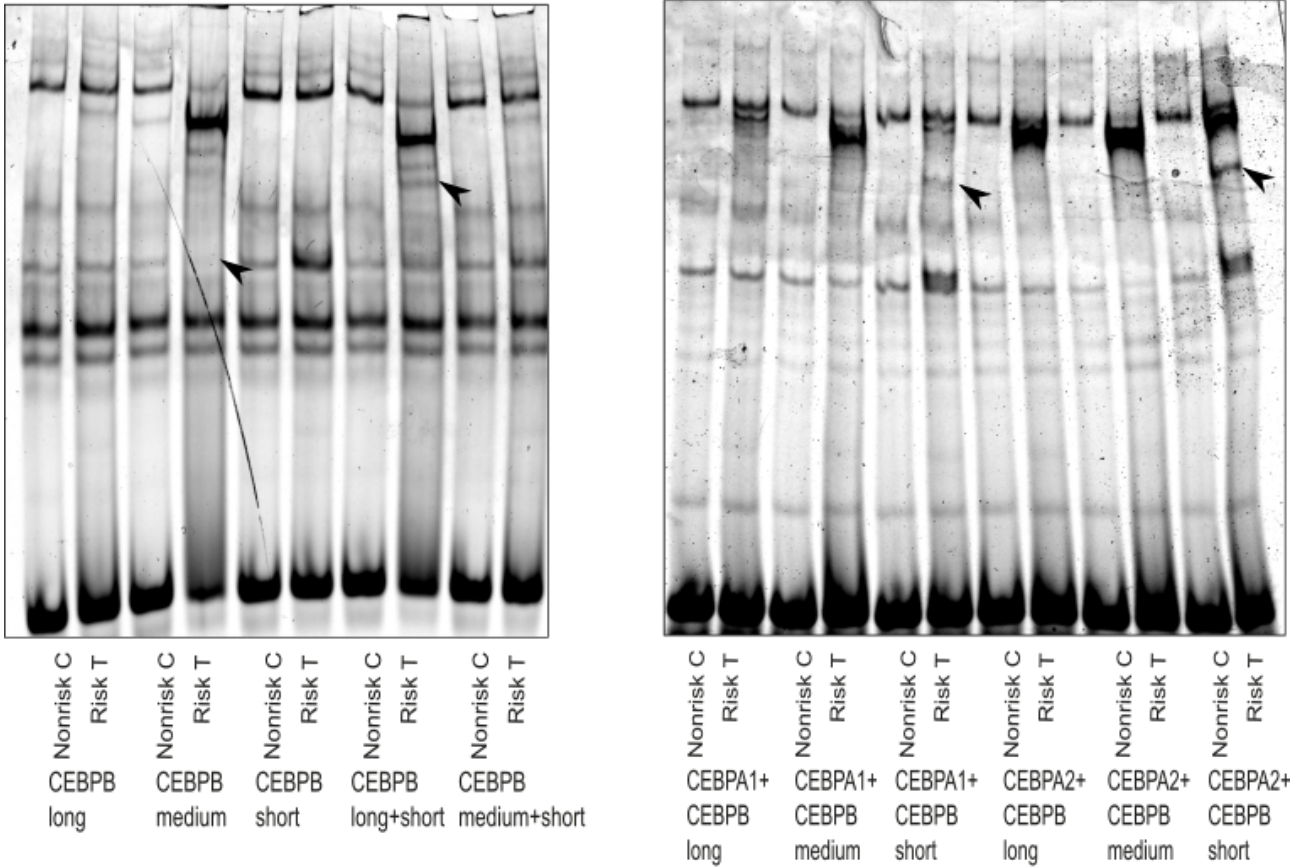 Nonrisk C
Risk T
Nonrisk C
Risk T
Nonrisk C
Risk T
Nonrisk C
Risk T
Nonrisk C
Risk T
CEBPB
long
CEBPB
medium
CEBPB
short
CEBPB
long+short
CEBPB
medium+short
Nonrisk C
Risk T
Nonrisk C
Risk T
Nonrisk C
Risk T
Nonrisk C
Risk T
Nonrisk C
Risk T
Nonrisk C
Risk T
CEBPA1+
CEBPB
long
CEBPA1+
CEBPB
medium
CEBPA1+
CEBPB
short
CEBPA2+
CEBPB
long
CEBPA2+
CEBPB
medium
CEBPA2+
CEBPB
short